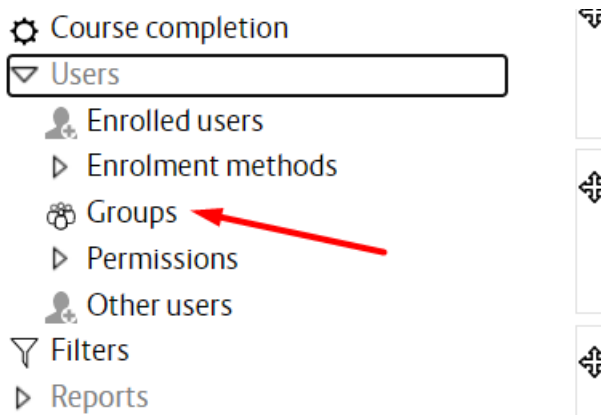 Course completion
Users
Enrolled users
Enrolment methods
Groups
Permissions
Other users
Filters
Reports